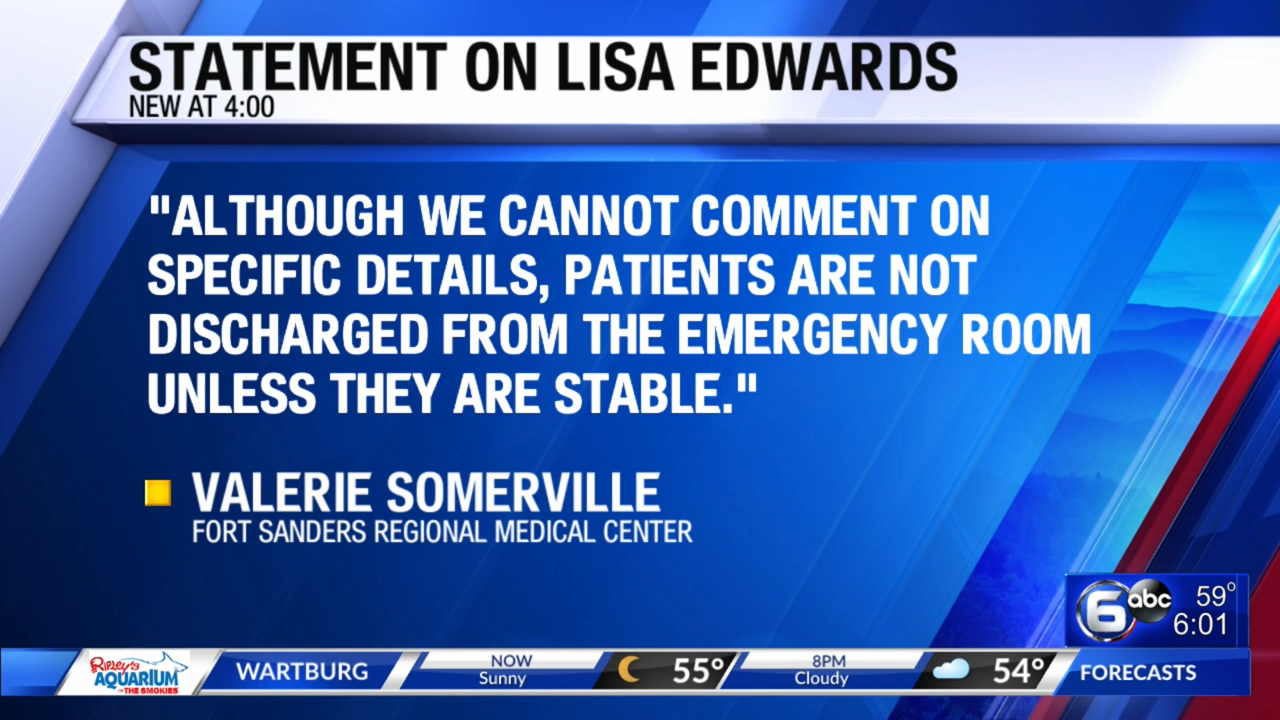 STATEMENT ON LISA EDWARDS
NEW AT 4:00
"ALTHOUGH WE CANNOT COMMENT ON
SPECIFIC DETAILS, PATIENTS ARE NOT
DISCHARGED FROM THE EMERGENCY ROOM
UNLESS THEY ARE STABLE."
VALERIE SOMERVILLE
FORT SANDERS REGIONAL MEDICAL CENTER
6 abc 59°
6:01
RIPLEY'S
AQUARIUM
OF THE SMOKIES
WARTBURG
NOW
Sunny
55°
8PM
Cloudy
54°
FORECASTS